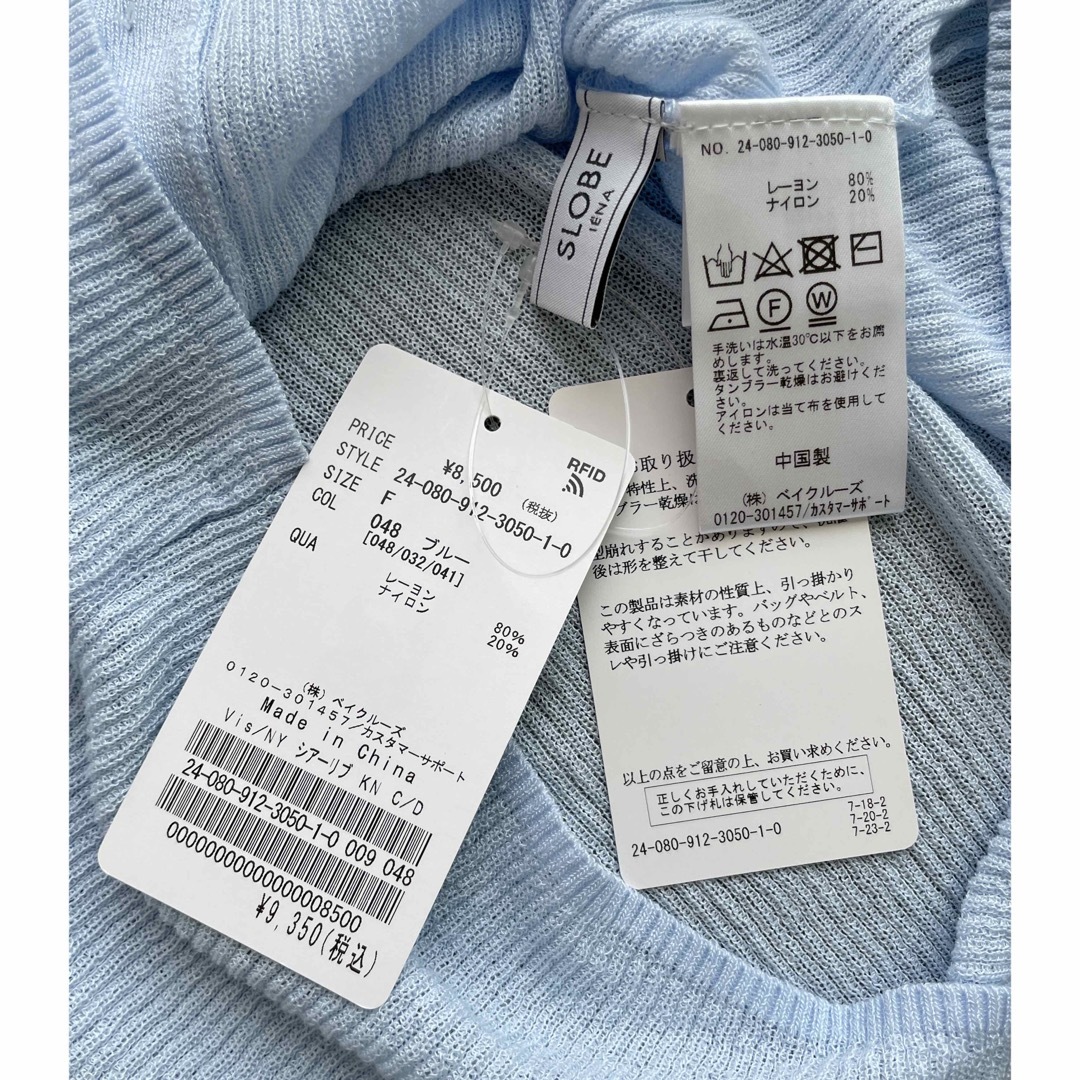 SLOBE
IÉNA
NO. 24-080-912-3050-1-0
レーヨン 80%
ナイロン 20%
F
W
手洗いは水温30℃以下をお薦
めします。
裏返して洗ってください。
タンブラー乾燥はお避けくだ
さい。
アイロンは当て布を使用して
ください。
中国製
(株) ベイクルーズ
0120-301457/カスタマーサポート
PRICE ¥8,500 (税抜)
STYLE 24-080-912-3050-1-0
SIZE F
COL 048 ブルー
[048/032/041]
QUA レーヨン 80%
ナイロン 20%
RFID
(株) ベイクルーズ
0120-301457/カスタマーサポート
Made in China
Vis/NY シアーリブ KN C/D
24-080-912-3050-1-0 009 048
0000000000000008500
¥9,350(税込)
取り扱
特性上、洗
ブラー乾燥は
型崩れすることがありますので、
後は形を整えて干してください。
この製品は素材の性質上、引っ掛かり
やすくなっています。バッグやベルト、
表面にざらつきのあるものなどとのス
レや引っ掛けにご注意ください。
以上の点をご留意の上、お買い求めください。
正しくお手入れしていただくために、
この下げ札は保管してください。
7-18-2
7-20-2
7-23-2
24-080-912-3050-1-0